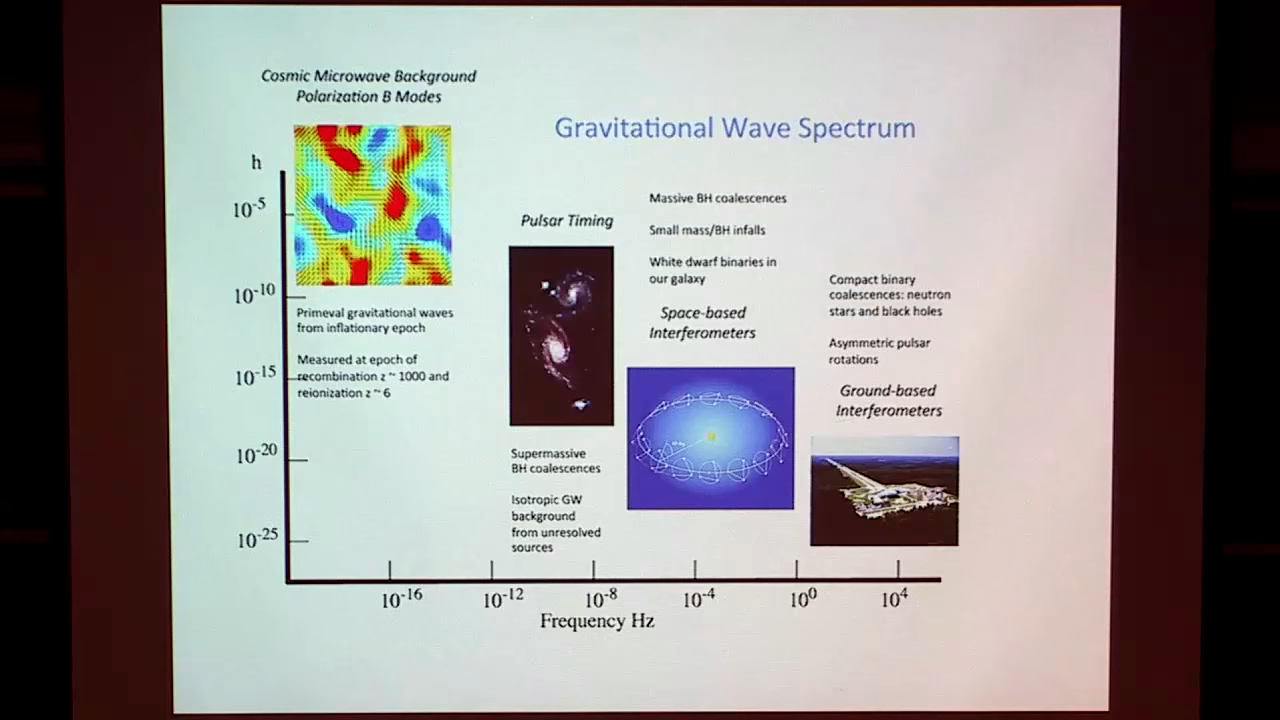 Cosmic Microwave Background
Polarization B Modes
Gravitational Wave Spectrum
h
10-5
10-10
10-15
10-20
10-25
Primeval gravitational waves
from inflationary epoch
Measured at epoch of
recombination z ~ 1000 and
reionization z ~ 6
Pulsar Timing
Supermassive
BH coalescences
Isotropic GW
background
from unresolved
sources
Massive BH coalescences
Small mass/BH infalls
White dwarf binaries in
our galaxy
Space-based
Interferometers
Compact binary
coalescences: neutron
stars and black holes
Asymmetric pulsar
rotations
Ground-based
Interferometers
10-16
10-12
10-8
10-4
100
104
Frequency Hz